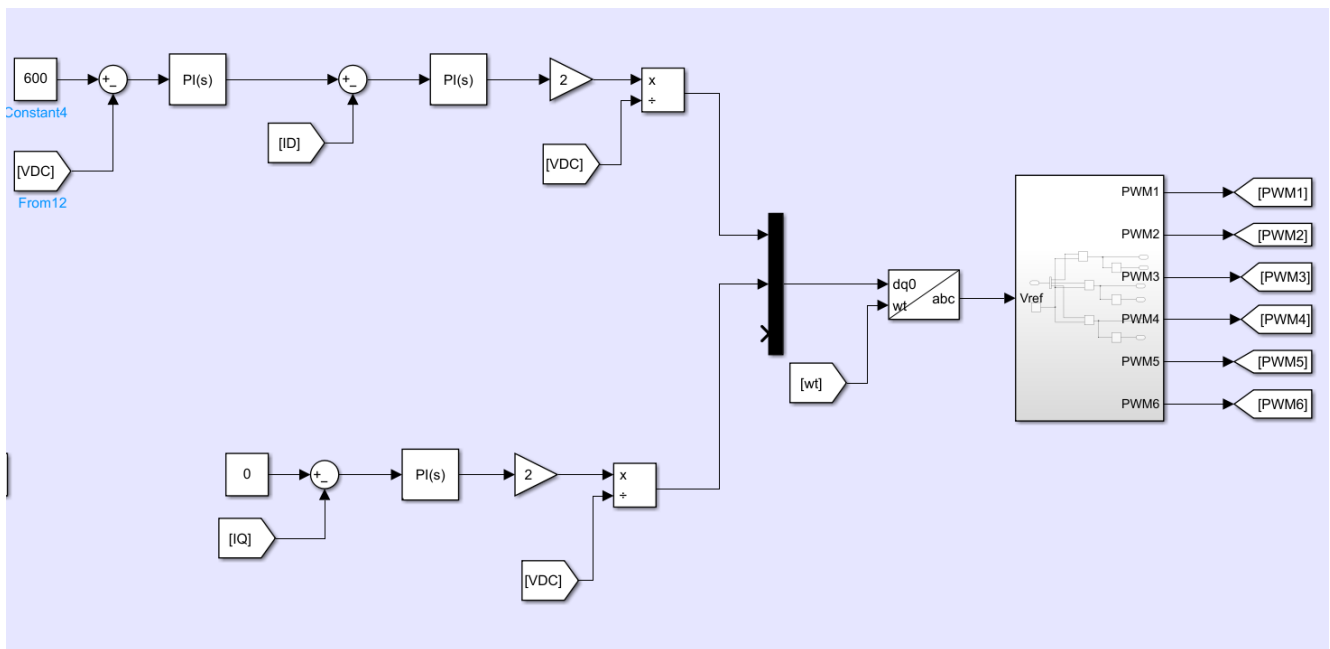 600
+
_
PI(s)
+
_
PI(s)
2
x
÷
Constant4
[ID]
[VDC]
[VDC]
From12
PWM1
[PWM1]
PWM2
[PWM2]
PWM3
[PWM3]
dq0
wt
abc
Vref
PWM4
[PWM4]
[wt]
PWM5
[PWM5]
PWM6
[PWM6]
0
+
_
PI(s)
2
x
÷
[IQ]
[VDC]